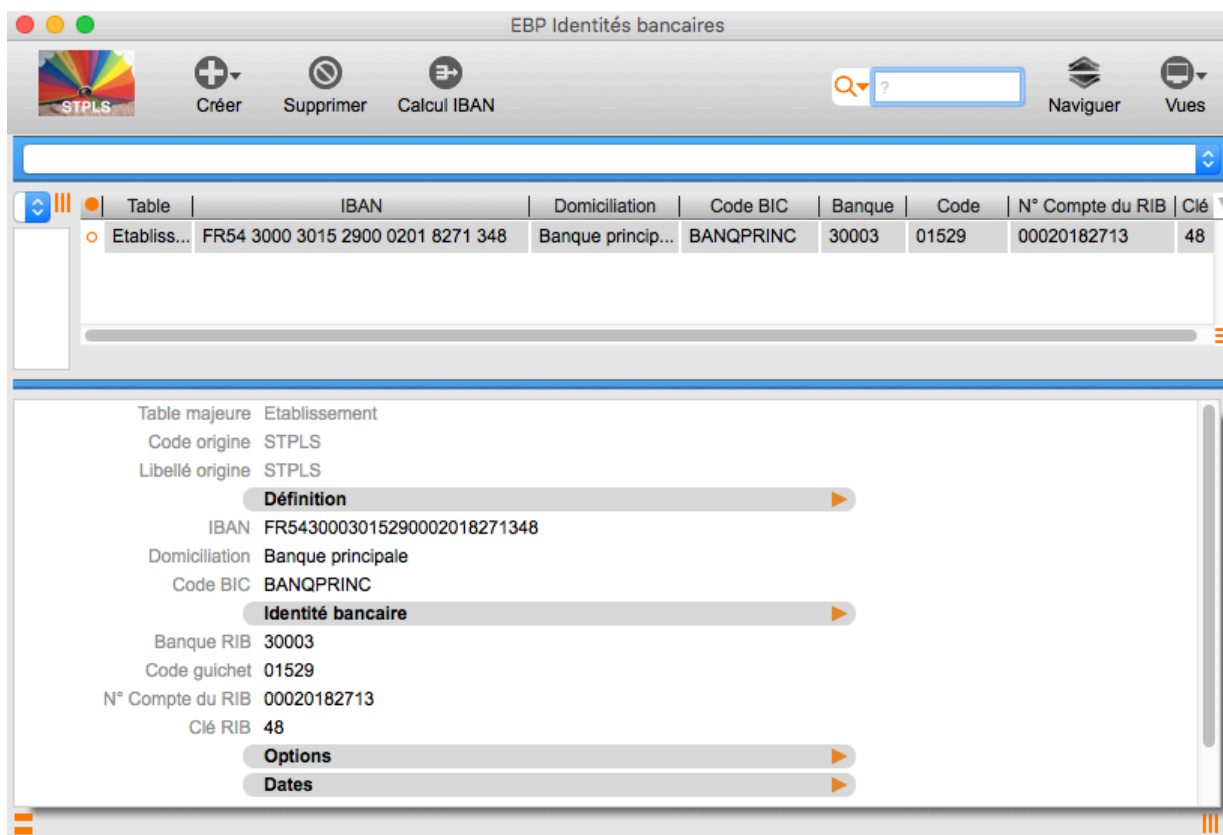 EBP Identités bancaires
STPLS Créer Supprimer Calcul IBAN ? Naviguer Vues
Table IBAN Domiciliation Code BIC Banque Code N° Compte du RIB Clé
Etabliss... FR54 3000 3015 2900 0201 8271 348 Banque princip... BANQPRINC 30003 01529 00020182713 48
Table majeure Etablissement
Code origine STPLS
Libellé origine STPLS
Définition
IBAN FR5430003015290002018271348
Domiciliation Banque principale
Code BIC BANQPRINC
Identité bancaire
Banque RIB 30003
Code guichet 01529
N° Compte du RIB 00020182713
Clé RIB 48
Options
Dates